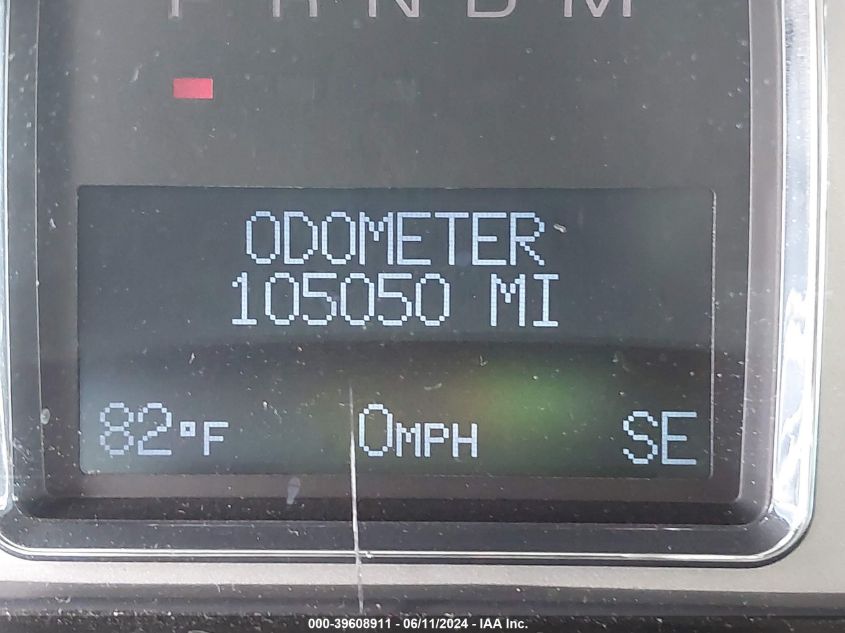 P R N D M
ODOMETER
105050 MI
82°F 0MPH SE
000-39608911 - 06/11/2024 - IAA Inc.